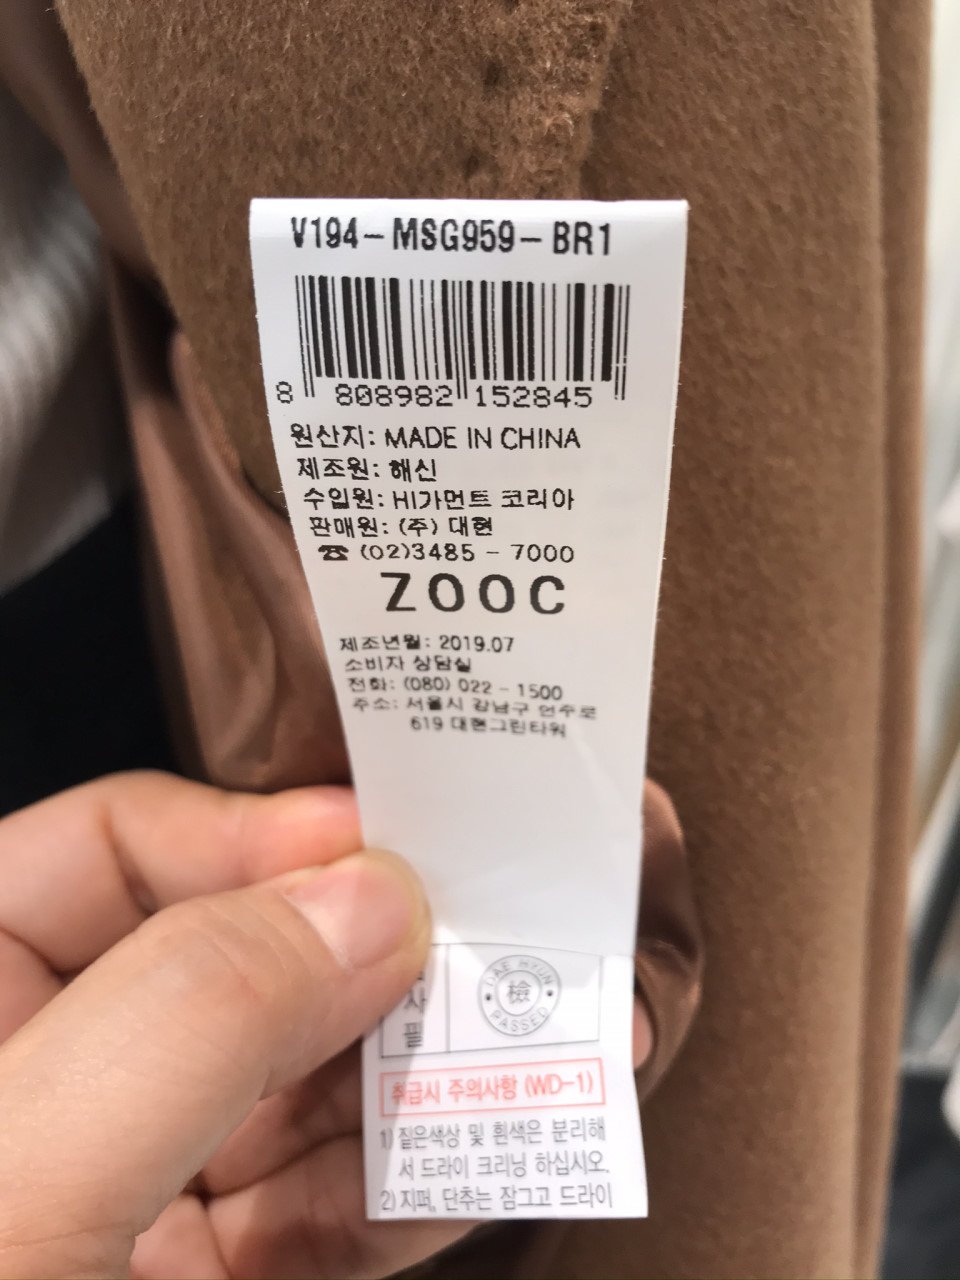 V194-MSG959-BR1
8 808982 152845
원산지: MADE IN CHINA
제조원: 해신
수입원: HI가먼트 코리아
판매원: (주) 대현
☎ (02)3485 - 7000
ZOOC
제조년월: 2019.07
소비자 상담실
전화: (080) 022 - 1500
주소: 서울시 강남구 언주로
619 대현그린타워
사
필
DAE HYUN
檢
PASSED
취급시 주의사항 (WD-1)
1) 짙은색상 및 흰색은 분리해
서 드라이 크리닝 하십시오.
2) 지퍼, 단추는 잠그고 드라이